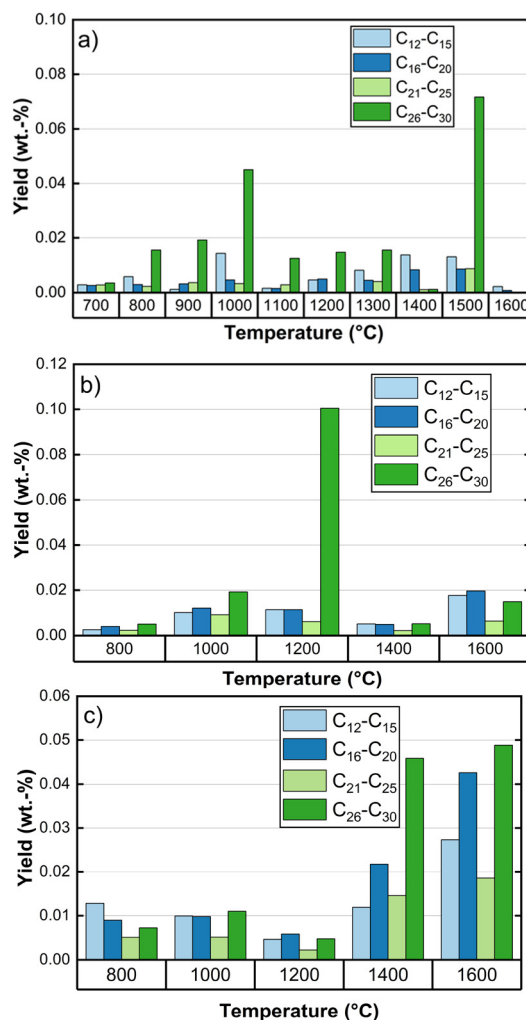 a)
C₁₂-C₁₅
C₁₆-C₂₀
C₂₁-C₂₅
C₂₆-C₃₀
0.10
0.08
0.06
0.04
0.02
0.00
Yield (wt.-%)
700 800 900 1000 1100 1200 1300 1400 1500 1600
Temperature (°C)
b)
C₁₂-C₁₅
C₁₆-C₂₀
C₂₁-C₂₅
C₂₆-C₃₀
0.12
0.10
0.08
0.06
0.04
0.02
0.00
Yield (wt.-%)
800 1000 1200 1400 1600
Temperature (°C)
c)
C₁₂-C₁₅
C₁₆-C₂₀
C₂₁-C₂₅
C₂₆-C₃₀
0.06
0.05
0.04
0.03
0.02
0.01
0.00
Yield (wt.-%)
800 1000 1200 1400 1600
Temperature (°C)